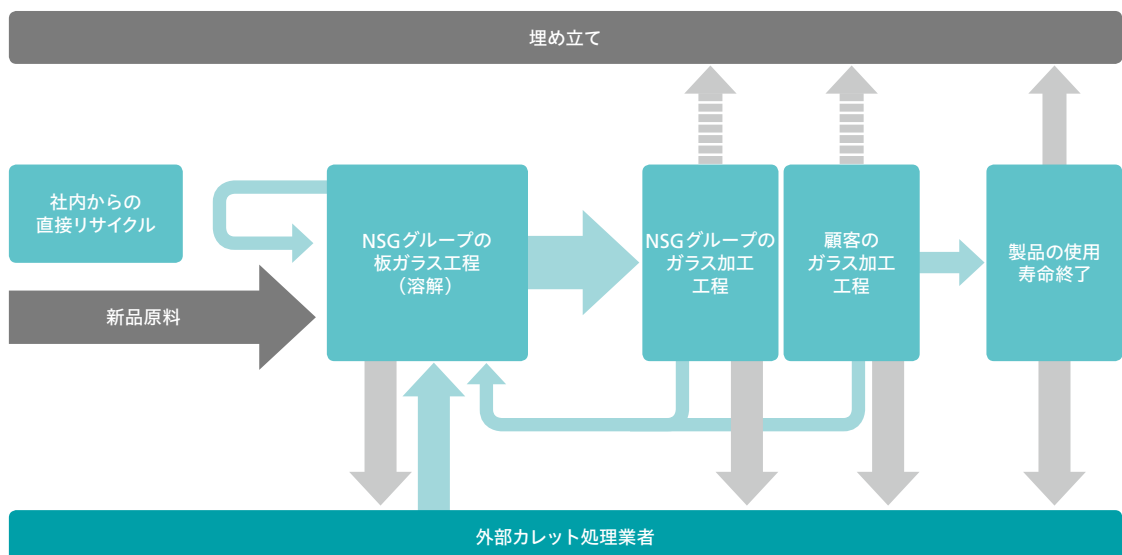 埋め立て
社内からの
直接リサイクル
NSGグループの
板ガラス工程
（溶解）
NSGグループの
ガラス加工
工程
顧客の
ガラス加工
工程
製品の使用
寿命終了
新品原料
外部カレット処理業者